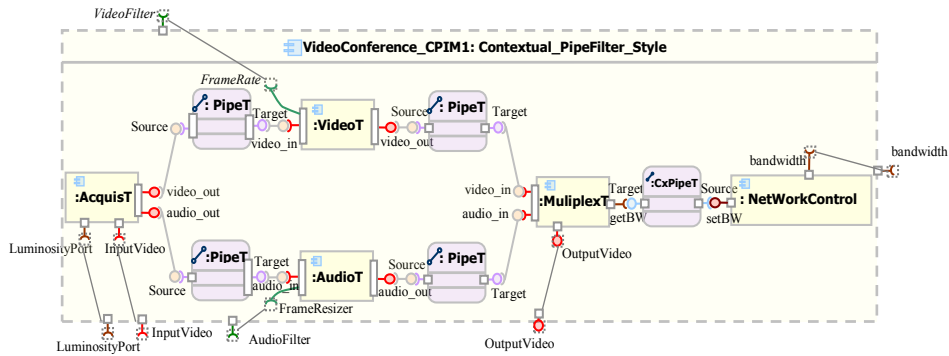 VideoFilter
VideoConference_CPIM1: Contextual_PipeFilter_Style
FrameRate
: PipeT
Target
Source
video_in
:VideoT
Source
video_out
: PipeT
Target
bandwidth
bandwidth
:AcquisT
video_out
audio_out
video_in
audio_in
:MuliplexT
Target
getBW
:CxPipeT
Source
setBW
: NetWorkControl
LuminosityPort
InputVideo
OutputVideo
:PipeT
Target
Source
audio_in
:AudioT
Source
audio_out
: PipeT
Target
FrameResizer
LuminosityPort
InputVideo
AudioFilter
OutputVideo